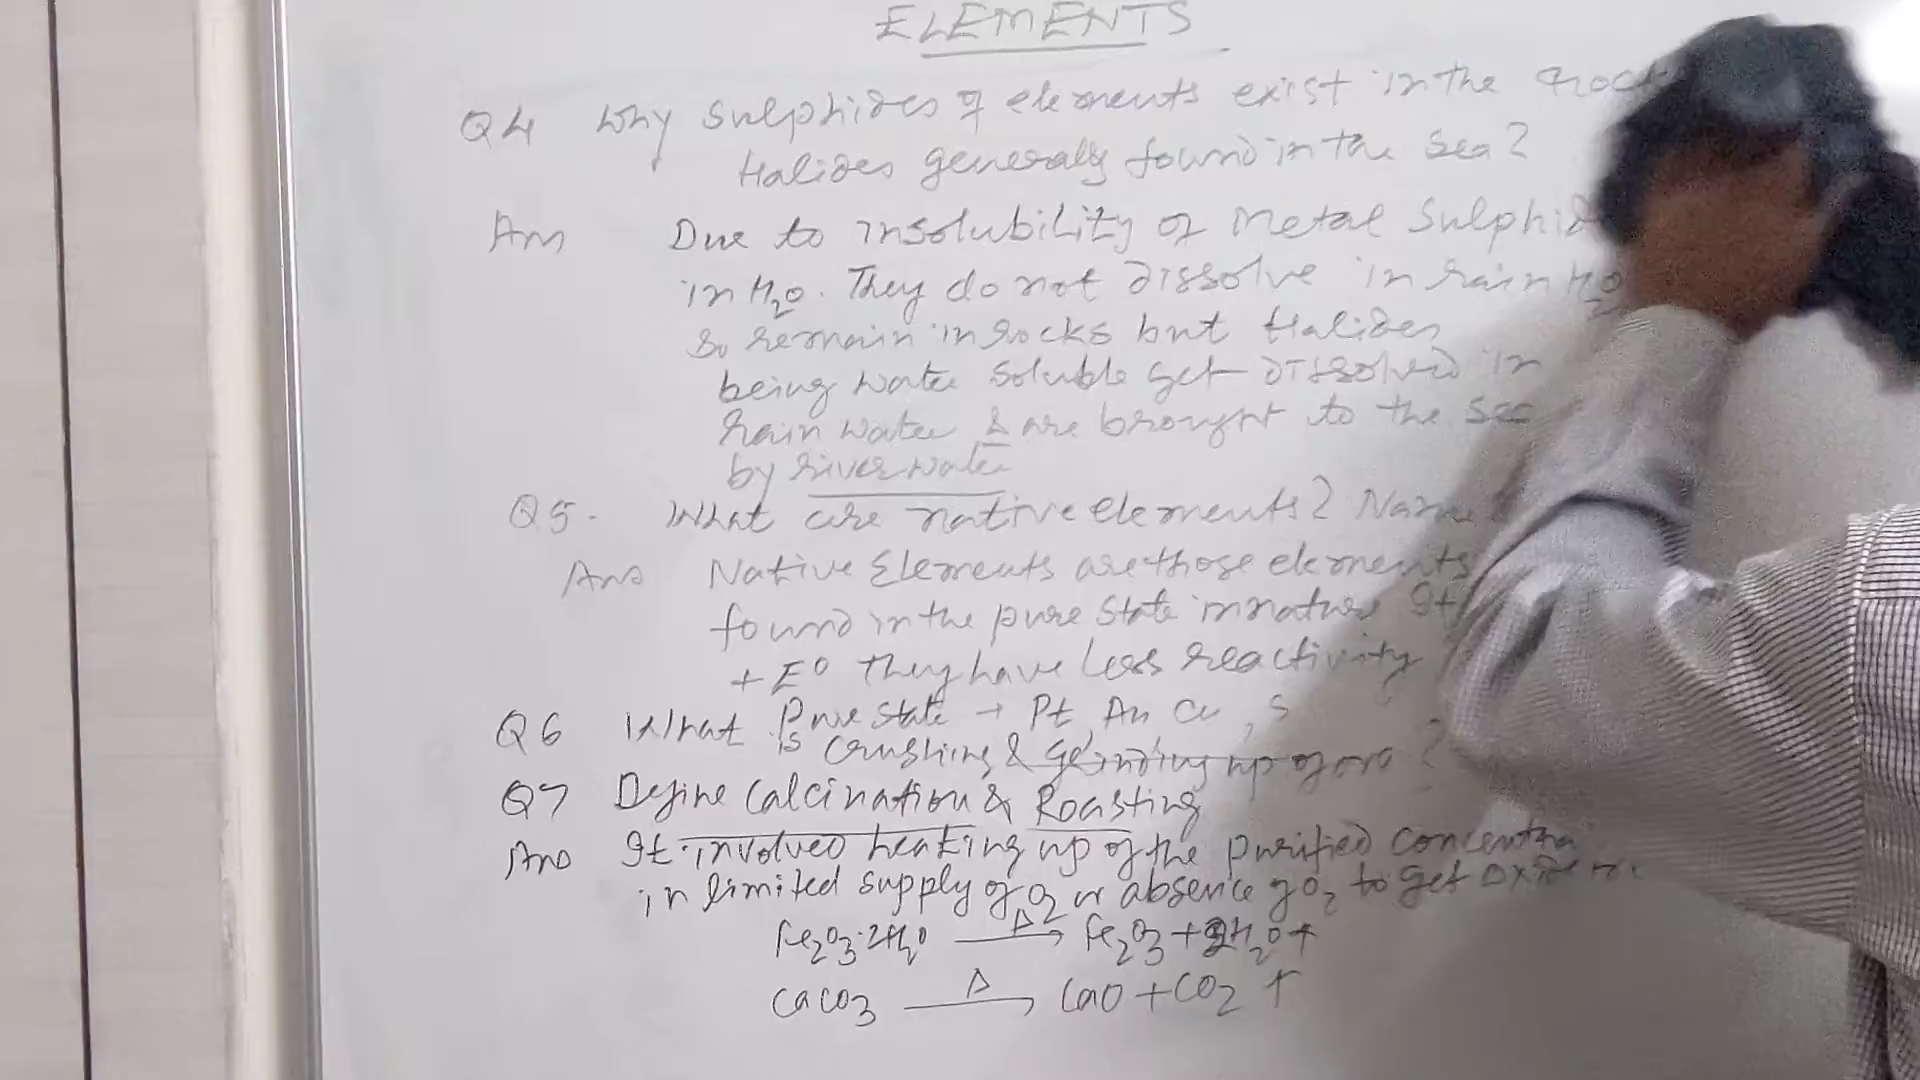 ELEMENTS
Q4 Why Sulphides of elements exist in the
Halides generally found in the Sea?
Ans Due to insolubility of Metal Sulphid
in H2O. They do not dissolve in rain H2O
so remain in rocks but Halides
being water soluble get dissolved in
rain water & are brought to the sea
by river water
Q5. What are native elements? Name
Ans Native Elements are those elements
found in the pure state in nature
+ E⁰ they have less reactivity
Pure state → Pt, Au, Cu, S
Q6 What is crushing & grinding up of ore?
Q7 Define Calcination & Roasting
Ans It involved heating up of the purified concentra
in limited supply of O2 or absence of O2 to get oxide
Fe2O3·2H2O —Δ→ Fe2O3 + 2H2O ↑
CaCO3 —Δ→ CaO + CO2 ↑